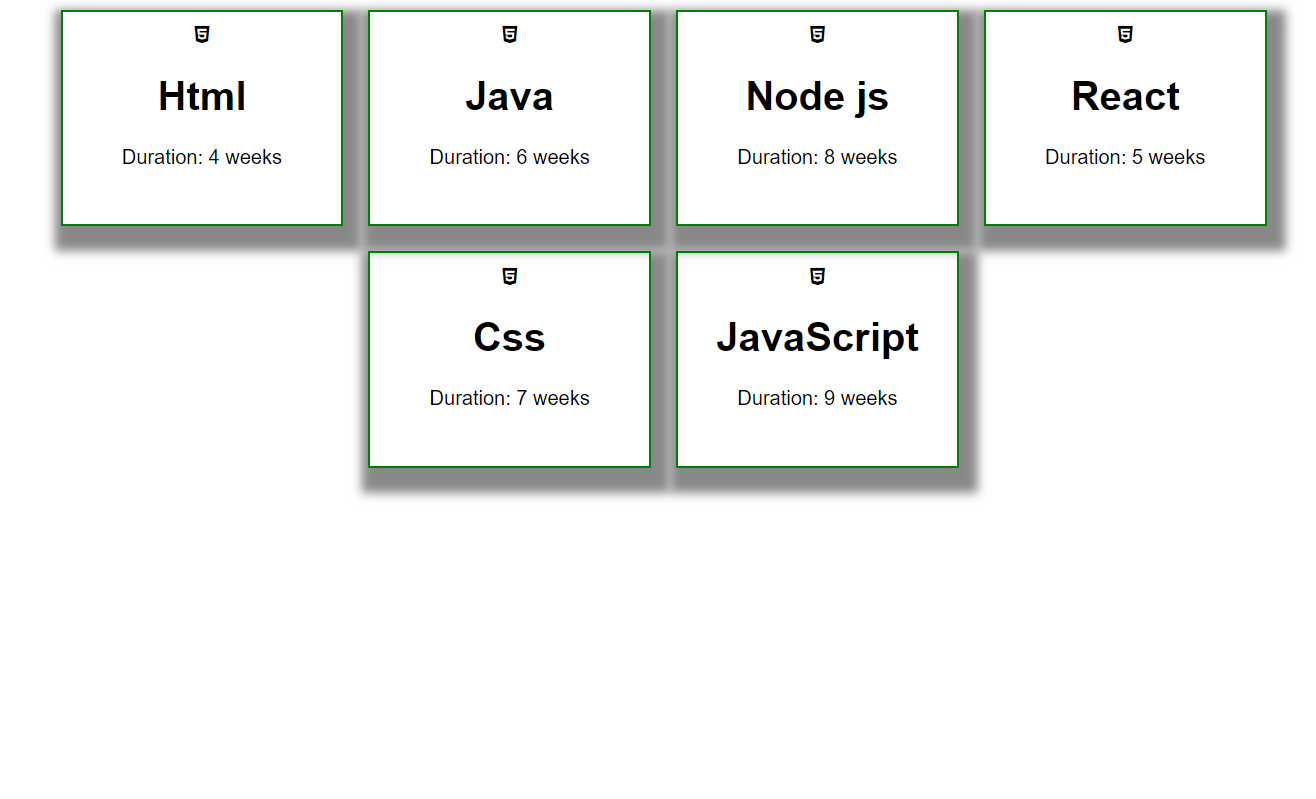 Html
Duration: 4 weeks
Java
Duration: 6 weeks
Node js
Duration: 8 weeks
React
Duration: 5 weeks
Css
Duration: 7 weeks
JavaScript
Duration: 9 weeks